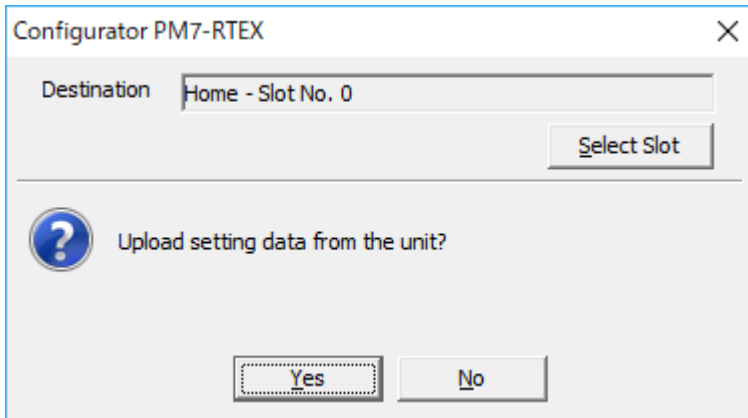 Configurator PM7-RTEX
Destination Home - Slot No. 0
Select Slot
Upload setting data from the unit?
Yes No